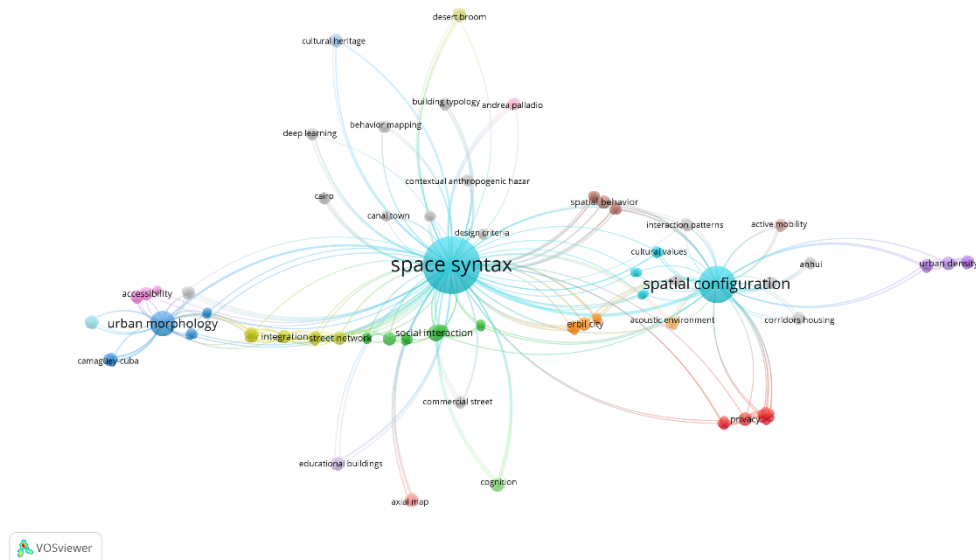 desert broom
cultural heritage
building typology
andrea palladio
behavior mapping
deep learning
contextual anthropogenic hazar
cairo
spatial behavior
canal town
interaction patterns
active mobility
design criteria
cultural values
space syntax
anhui
urban density
spatial configuration
accessibility
urban morphology
erbil city
acoustic environment
corridors housing
integration
street network
social interaction
camaguey-cuba
commercial street
privacy
educational buildings
cognition
axial map
VOSviewer